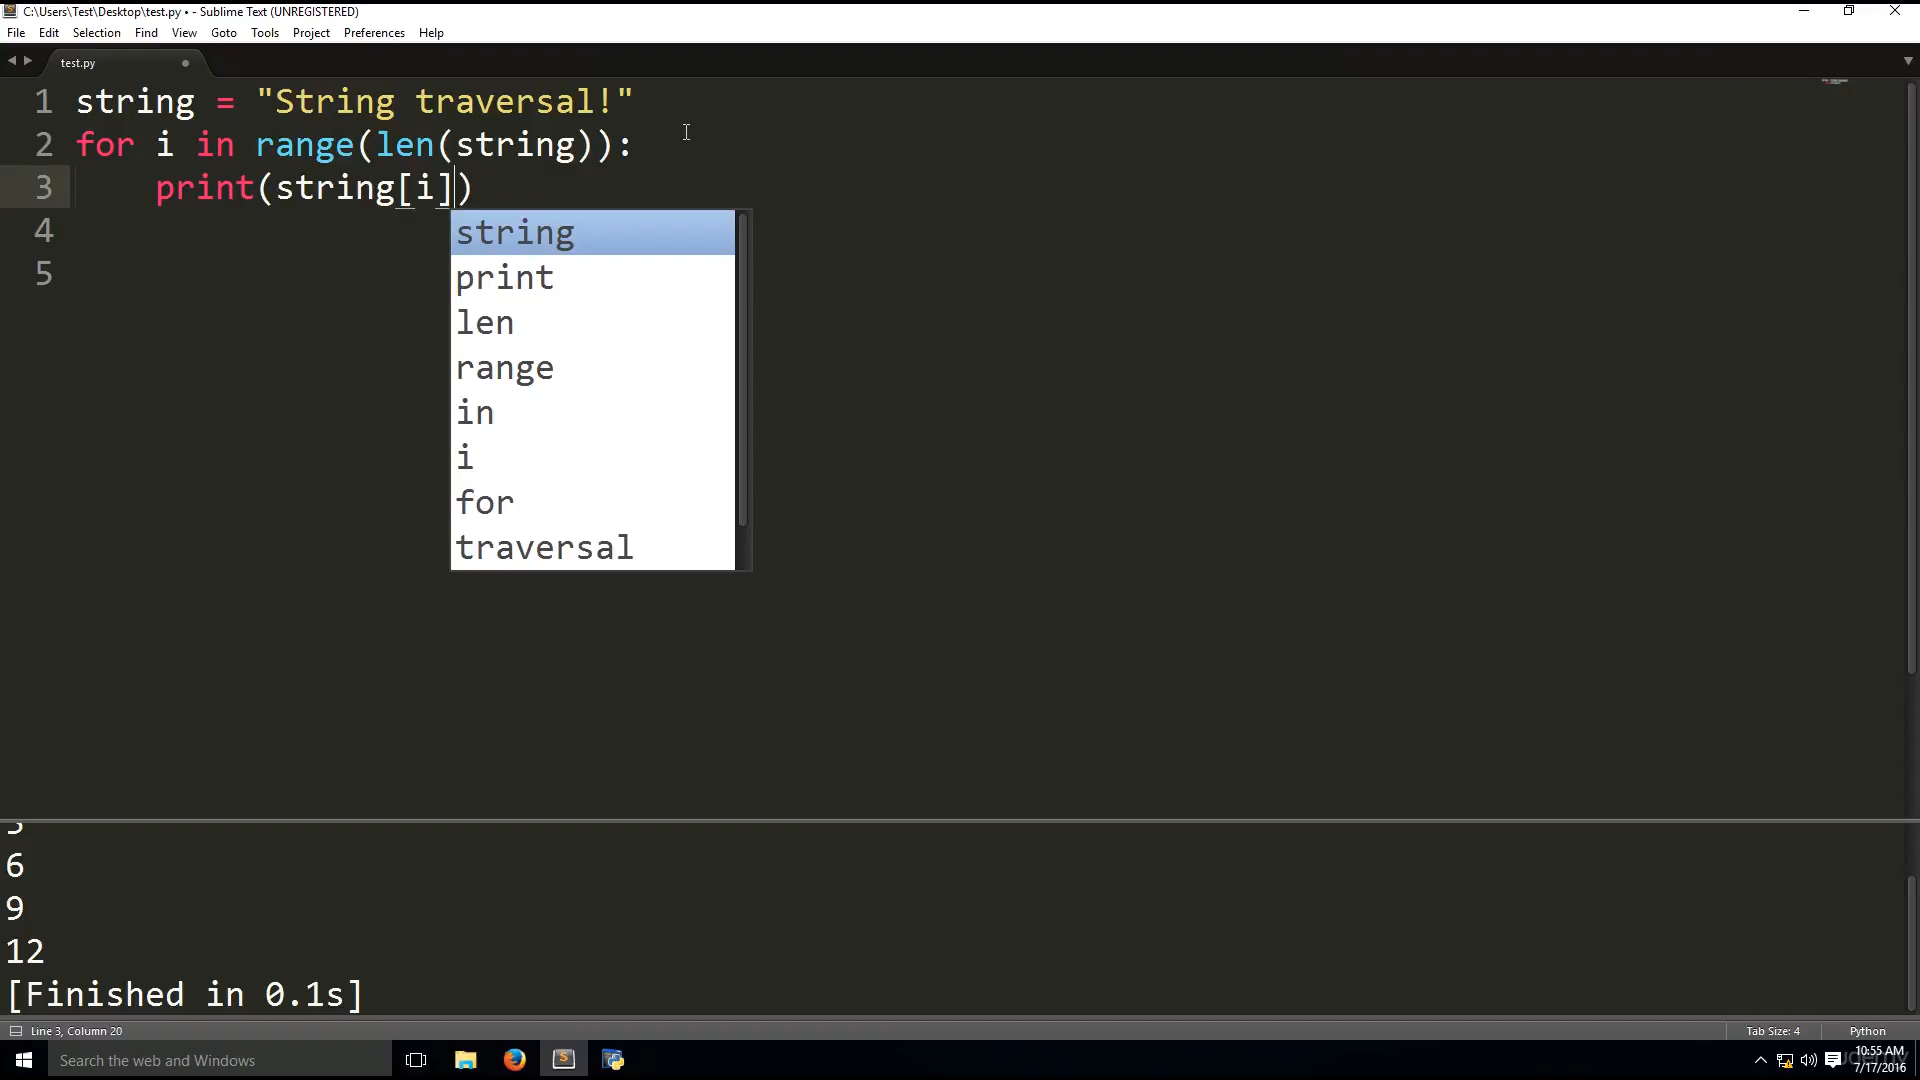 C:\Users\Test\Desktop\test.py • - Sublime Text (UNREGISTERED)
File Edit Selection Find View Goto Tools Project Preferences Help
test.py
1 string = "String traversal!"
2 for i in range(len(string)):
3 print(string[i])
4
5
string
print
len
range
in
i
for
traversal
6
9
12
[Finished in 0.1s]
Line 3, Column 20
Tab Size: 4
Python
Search the web and Windows
10:55 AM
7/17/2016
udemy